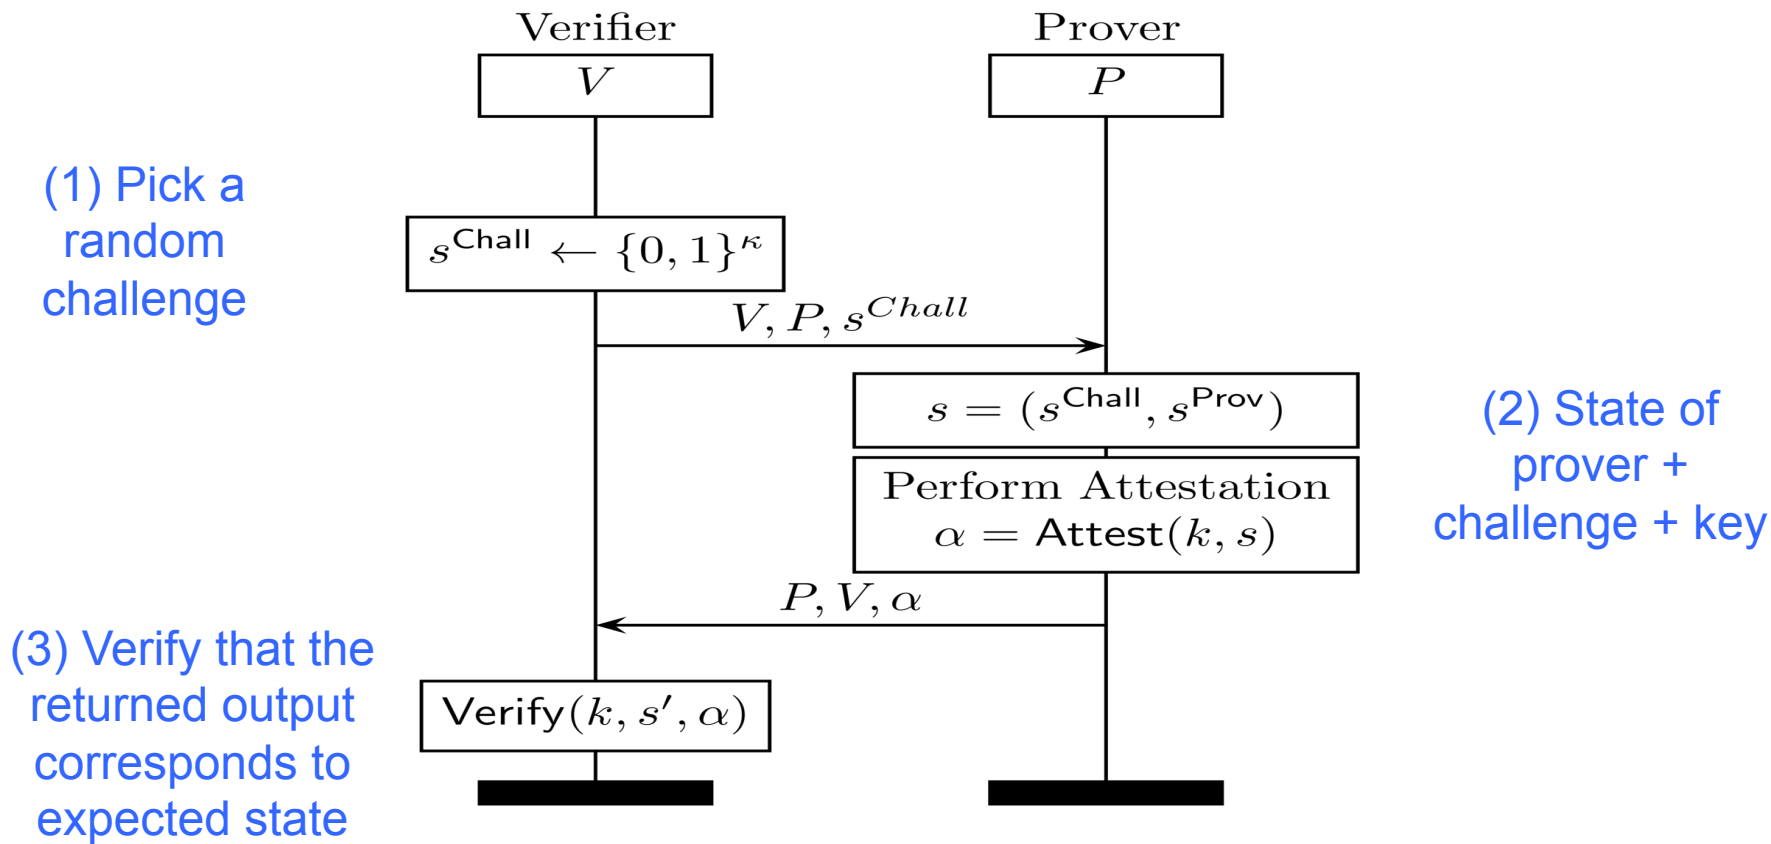 Verifier
Prover
V
P
(1) Pick a
random
challenge
s^Chall ← {0, 1}^κ
V, P, s^Chall
s = (s^Chall, s^Prov)
Perform Attestation
α = Attest(k, s)
(2) State of
prover +
challenge + key
P, V, α
(3) Verify that the
returned output
corresponds to
expected state
Verify(k, s′, α)